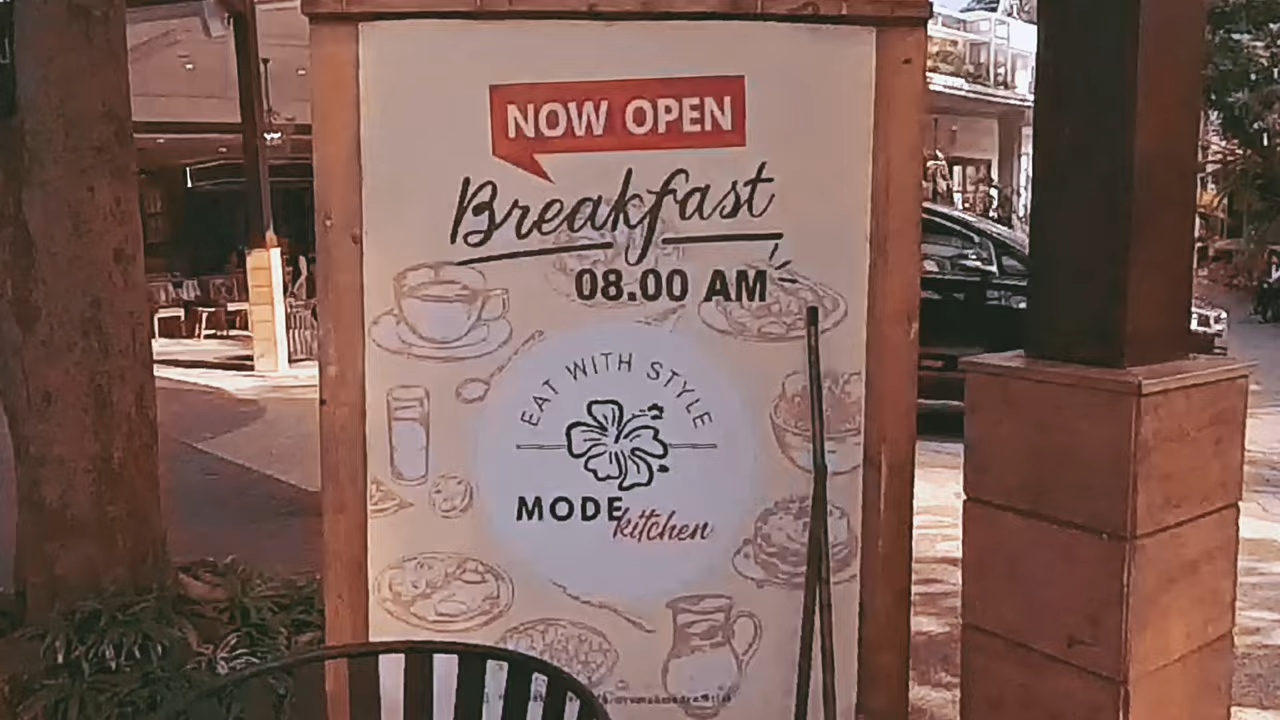 NOW OPEN
Breakfast
08.00 AM
EAT WITH STYLE
MODE
kitchen